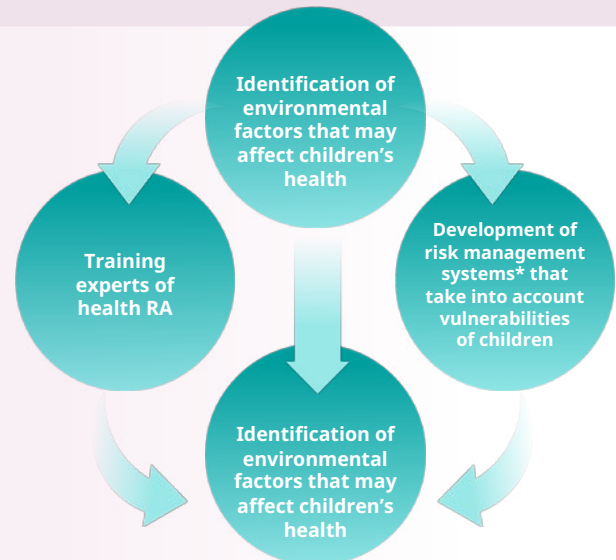 Identification of
environmental
factors that may
affect children's
health
Training
experts of
health RA
Development of
risk management
systems* that
take into account
vulnerabilities
of children
Identification of
environmental
factors that may
affect children's
health